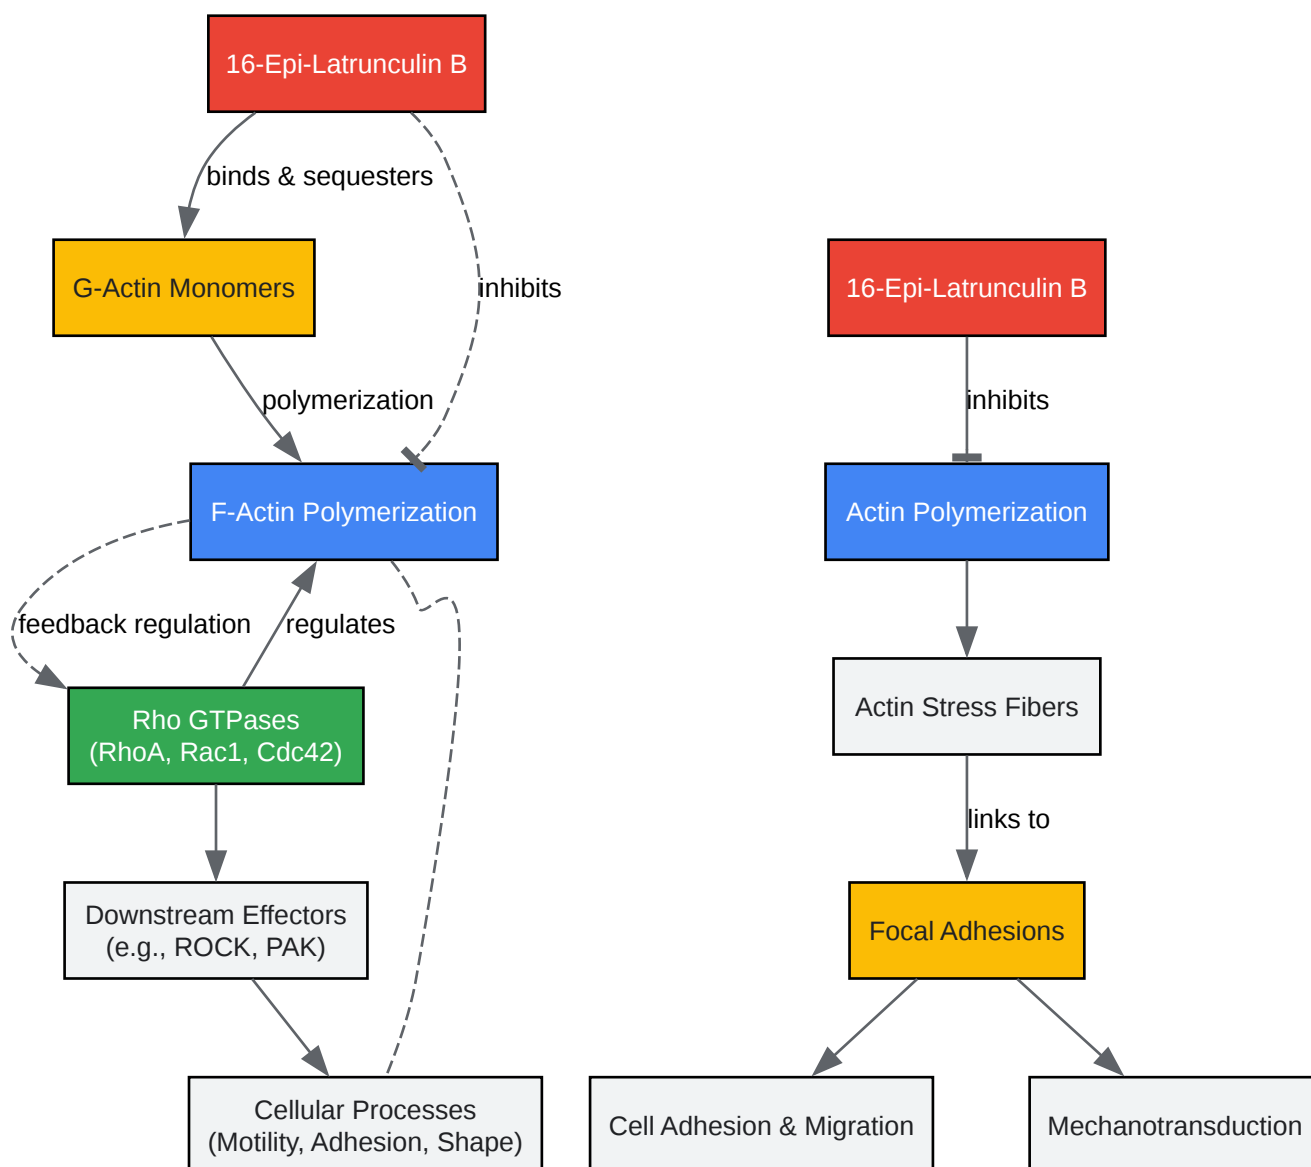 16-Epi-Latrunculin B
binds & sequesters
G-Actin Monomers
inhibits
polymerization
F-Actin Polymerization
feedback regulation
regulates
Rho GTPases
(RhoA, Rac1, Cdc42)
Downstream Effectors
(e.g., ROCK, PAK)
Cellular Processes
(Motility, Adhesion, Shape)
16-Epi-Latrunculin B
inhibits
Actin Polymerization
Actin Stress Fibers
links to
Focal Adhesions
Cell Adhesion & Migration
Mechanotransduction